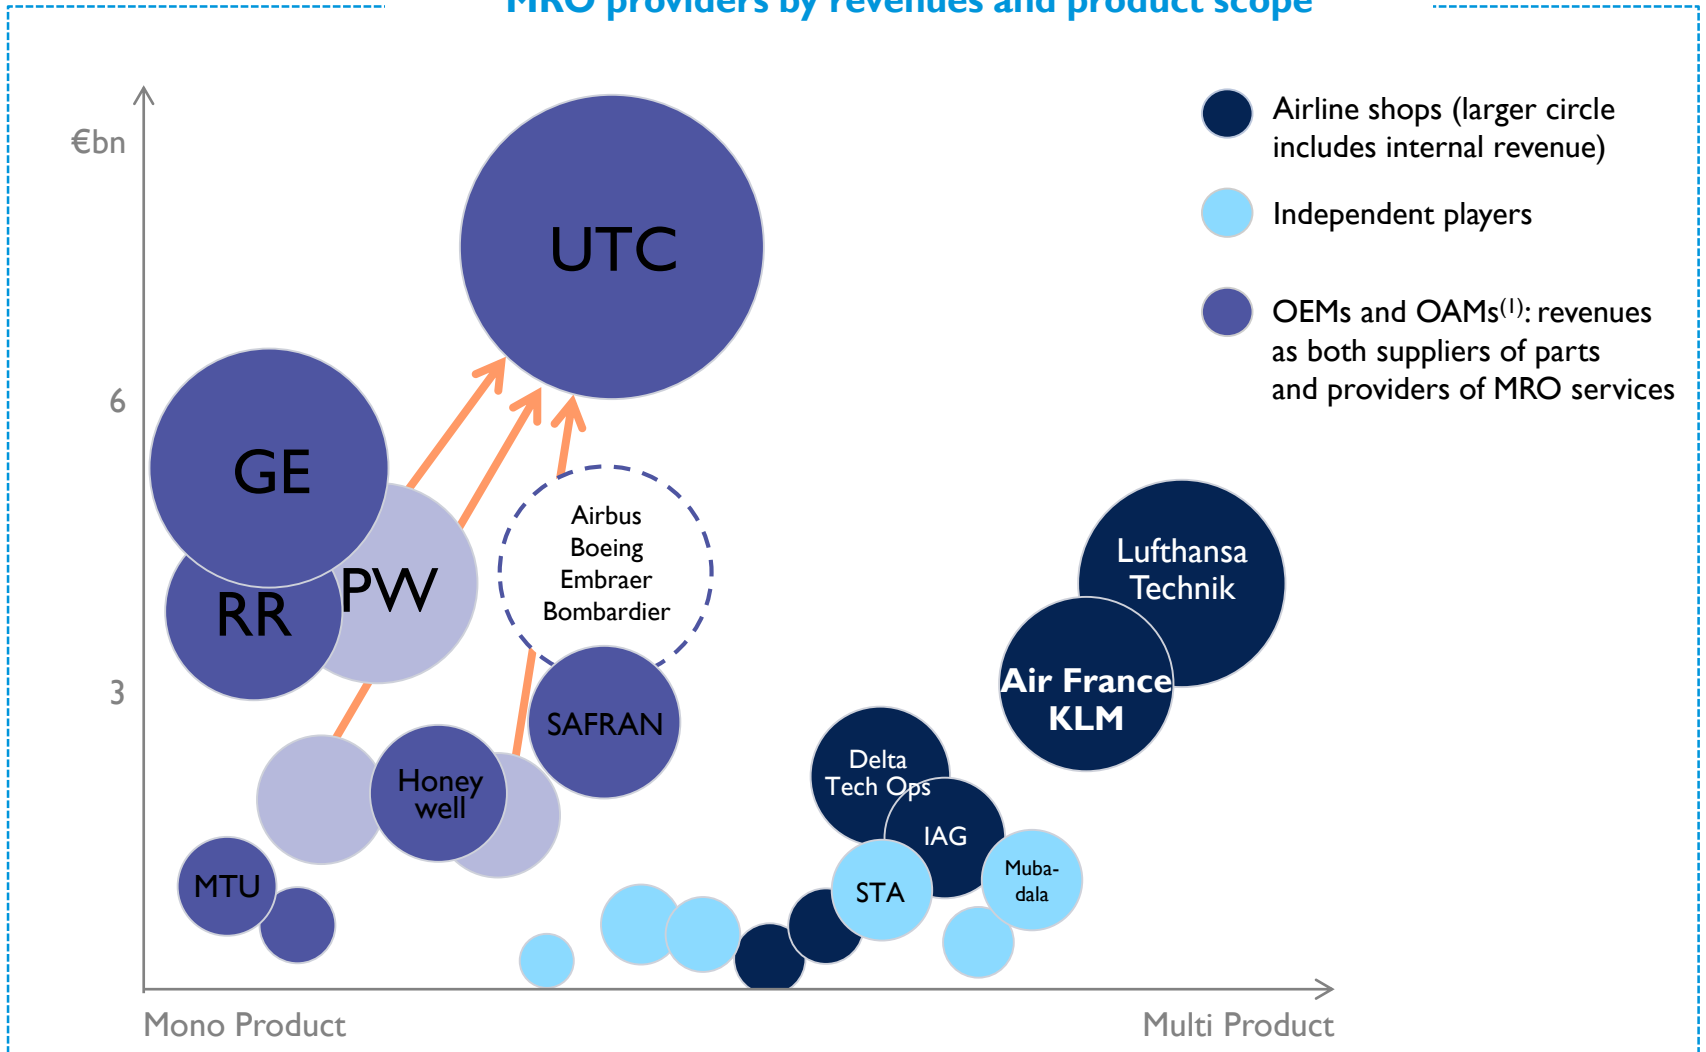 MRO providers by revenues and product scope
€bn
6
3
Airline shops (larger circle
includes internal revenue)
Independent players
OEMs and OAMs(1): revenues
as both suppliers of parts
and providers of MRO services
UTC
GE
PW
RR
Airbus
Boeing
Embraer
Bombardier
SAFRAN
Honey
well
MTU
Lufthansa
Technik
Air France
KLM
Delta
Tech Ops
IAG
STA
Muba-
dala
Mono Product
Multi Product